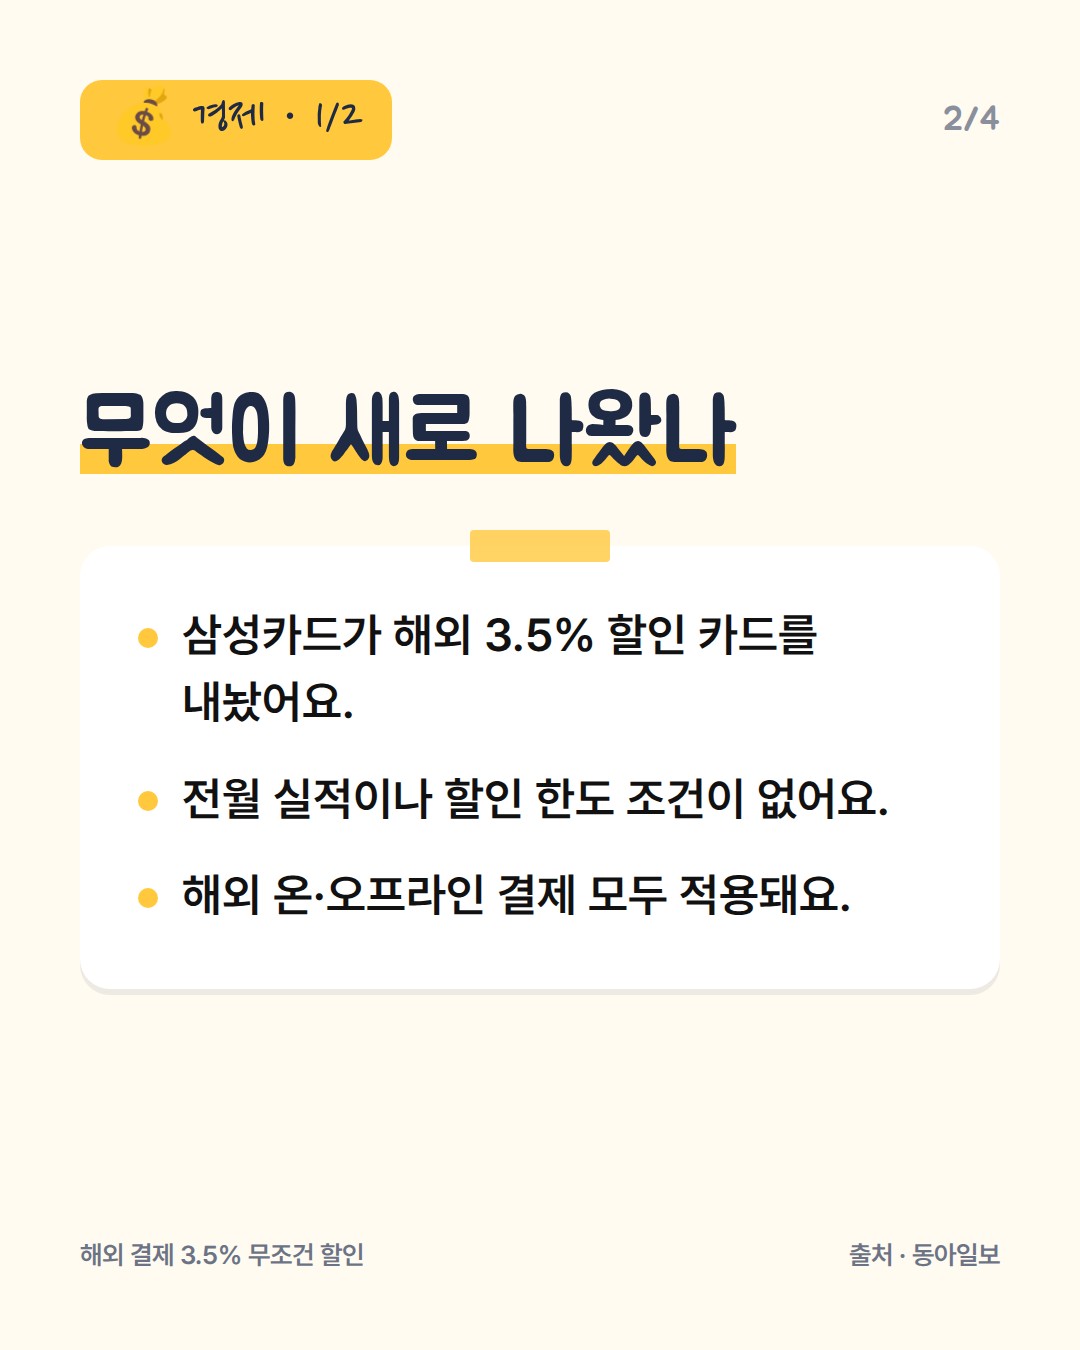 경제 · 1/2
2/4
무엇이 새로 나왔나
삼성카드가 해외 3.5% 할인 카드를
내놨어요.
전월 실적이나 할인 한도 조건이 없어요.
해외 온·오프라인 결제 모두 적용돼요.
해외 결제 3.5% 무조건 할인
출처 · 동아일보